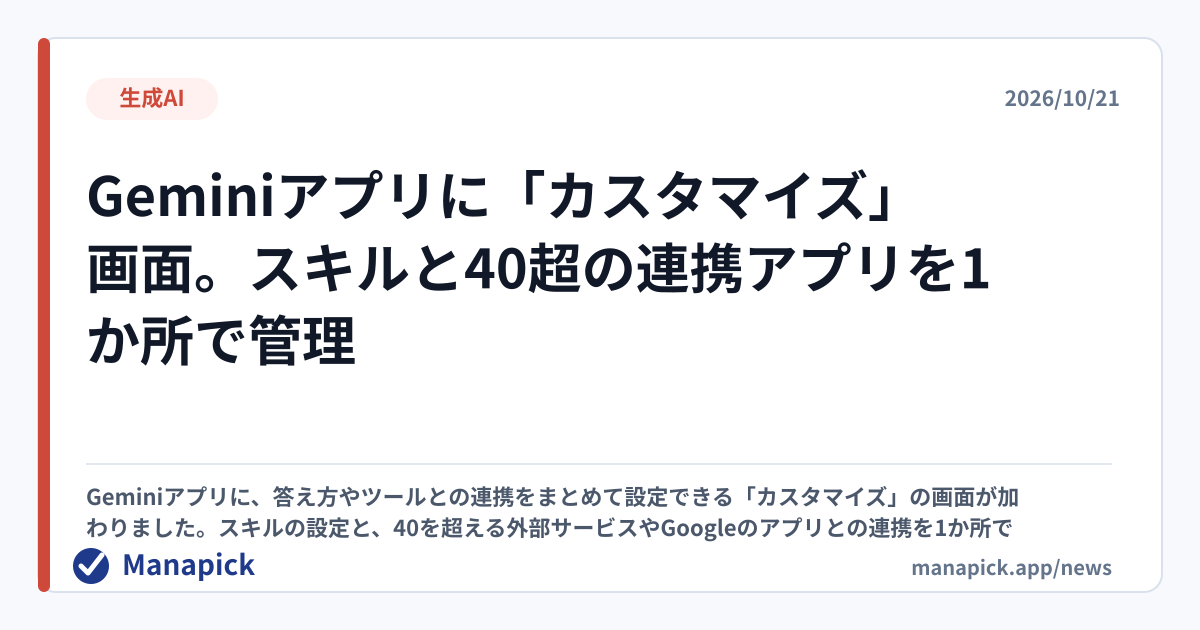 生成AI
2026/10/21
Geminiアプリに「カスタマイズ」
画面。スキルと40超の連携アプリを1
か所で管理
Geminiアプリに、答え方やツールとの連携をまとめて設定できる「カスタマイズ」の画面が加
わりました。スキルの設定と、40を超える外部サービスやGoogleのアプリとの連携を1か所で
Manapick
manapick.app/news